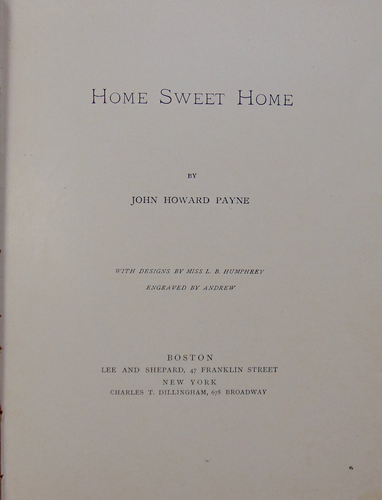 HOME SWEET HOME
BY
JOHN HOWARD PAYNE
WITH DESIGNS BY MISS L. B. HUMPHREY
ENGRAVED BY ANDREW
BOSTON
LEE AND SHEPARD, 47 FRANKLIN STREET
NEW YORK
CHARLES T. DILLINGHAM, 678 BROADWAY